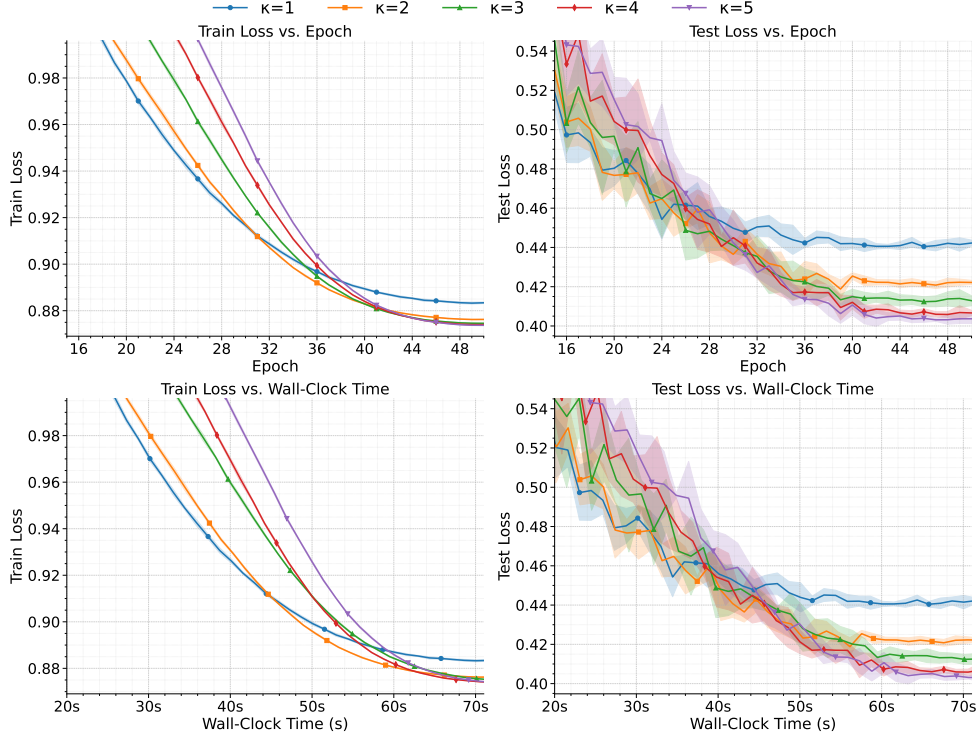 κ=1 κ=2 κ=3 κ=4 κ=5
Train Loss vs. Epoch
Train Loss
0.98
0.96
0.94
0.92
0.90
0.88
16 20 24 28 32 36 40 44 48
Epoch
Test Loss vs. Epoch
Test Loss
0.54
0.52
0.50
0.48
0.46
0.44
0.42
0.40
16 20 24 28 32 36 40 44 48
Epoch
Train Loss vs. Wall-Clock Time
Train Loss
0.98
0.96
0.94
0.92
0.90
0.88
20s 30s 40s 50s 60s 70s
Wall-Clock Time (s)
Test Loss vs. Wall-Clock Time
Test Loss
0.54
0.52
0.50
0.48
0.46
0.44
0.42
0.40
20s 30s 40s 50s 60s 70s
Wall-Clock Time (s)